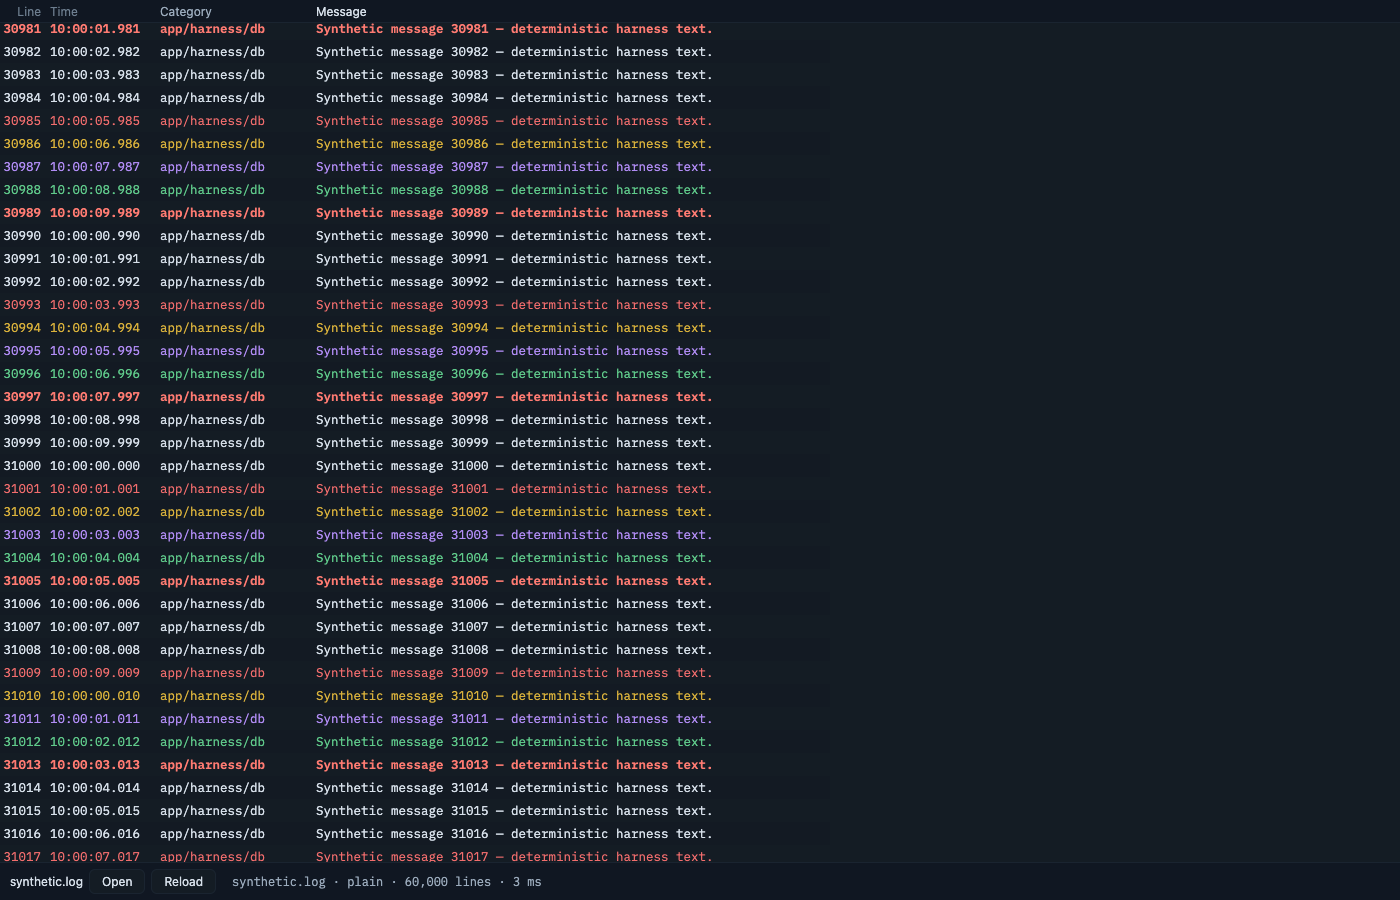 Line Time Category Message
30981 10:00:01.981 app/harness/db Synthetic message 30981 — deterministic harness text.
30982 10:00:02.982 app/harness/db Synthetic message 30982 — deterministic harness text.
30983 10:00:03.983 app/harness/db Synthetic message 30983 — deterministic harness text.
30984 10:00:04.984 app/harness/db Synthetic message 30984 — deterministic harness text.
30985 10:00:05.985 app/harness/db Synthetic message 30985 — deterministic harness text.
30986 10:00:06.986 app/harness/db Synthetic message 30986 — deterministic harness text.
30987 10:00:07.987 app/harness/db Synthetic message 30987 — deterministic harness text.
30988 10:00:08.988 app/harness/db Synthetic message 30988 — deterministic harness text.
30989 10:00:09.989 app/harness/db Synthetic message 30989 — deterministic harness text.
30990 10:00:00.990 app/harness/db Synthetic message 30990 — deterministic harness text.
30991 10:00:01.991 app/harness/db Synthetic message 30991 — deterministic harness text.
30992 10:00:02.992 app/harness/db Synthetic message 30992 — deterministic harness text.
30993 10:00:03.993 app/harness/db Synthetic message 30993 — deterministic harness text.
30994 10:00:04.994 app/harness/db Synthetic message 30994 — deterministic harness text.
30995 10:00:05.995 app/harness/db Synthetic message 30995 — deterministic harness text.
30996 10:00:06.996 app/harness/db Synthetic message 30996 — deterministic harness text.
30997 10:00:07.997 app/harness/db Synthetic message 30997 — deterministic harness text.
30998 10:00:08.998 app/harness/db Synthetic message 30998 — deterministic harness text.
30999 10:00:09.999 app/harness/db Synthetic message 30999 — deterministic harness text.
31000 10:00:00.000 app/harness/db Synthetic message 31000 — deterministic harness text.
31001 10:00:01.001 app/harness/db Synthetic message 31001 — deterministic harness text.
31002 10:00:02.002 app/harness/db Synthetic message 31002 — deterministic harness text.
31003 10:00:03.003 app/harness/db Synthetic message 31003 — deterministic harness text.
31004 10:00:04.004 app/harness/db Synthetic message 31004 — deterministic harness text.
31005 10:00:05.005 app/harness/db Synthetic message 31005 — deterministic harness text.
31006 10:00:06.006 app/harness/db Synthetic message 31006 — deterministic harness text.
31007 10:00:07.007 app/harness/db Synthetic message 31007 — deterministic harness text.
31008 10:00:08.008 app/harness/db Synthetic message 31008 — deterministic harness text.
31009 10:00:09.009 app/harness/db Synthetic message 31009 — deterministic harness text.
31010 10:00:00.010 app/harness/db Synthetic message 31010 — deterministic harness text.
31011 10:00:01.011 app/harness/db Synthetic message 31011 — deterministic harness text.
31012 10:00:02.012 app/harness/db Synthetic message 31012 — deterministic harness text.
31013 10:00:03.013 app/harness/db Synthetic message 31013 — deterministic harness text.
31014 10:00:04.014 app/harness/db Synthetic message 31014 — deterministic harness text.
31015 10:00:05.015 app/harness/db Synthetic message 31015 — deterministic harness text.
31016 10:00:06.016 app/harness/db Synthetic message 31016 — deterministic harness text.
31017 10:00:07.017 app/harness/db Synthetic message 31017 — deterministic harness text.
synthetic.log Open Reload synthetic.log · plain · 60,000 lines · 3 ms